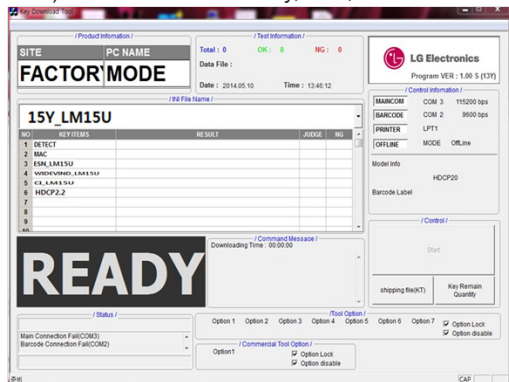 Key Download Tool
/ Product Information /
SITE PC NAME
FACTORY MODE
/ Test Information /
Total : 0 OK : 0 NG : 0
Data File :
Date : 2014.05.10 Time : 13:46:12
LG Electronics
Program VER : 1.00 S (13Y)
/ INI File Name /
15Y_LM15U
NO KEY ITEMS RESULT JUDGE NG
1 DETECT
2 MAC
3 ESN_LM15U
4 WIDEVIND_LM15U
5 CI_LM15U
6 HDCP2.2
7
8
9
10
/ Control Information /
MAINCOM COM 3 115200 bps
BARCODE COM 2 9600 bps
PRINTER LPT1
OFFLINE MODE OffLine
Model Info
HDCP20
Barcode Label
READY
/ Command Message /
Downloading Time : 00:00:00
/ Control /
Start
shipping file(KT)
Key Remain
Quantity
/ Status /
Main Connection Fail(COM3)
Barcode Connection Fail(COM2)
/Tool Option /
Option 1 Option 2 Option 3 Option 4 Option 5 Option 6 Option 7
Option Lock
Option disable
/ Commercial Tool Option /
Option1
Option Lock
Option disable
준비
CAP